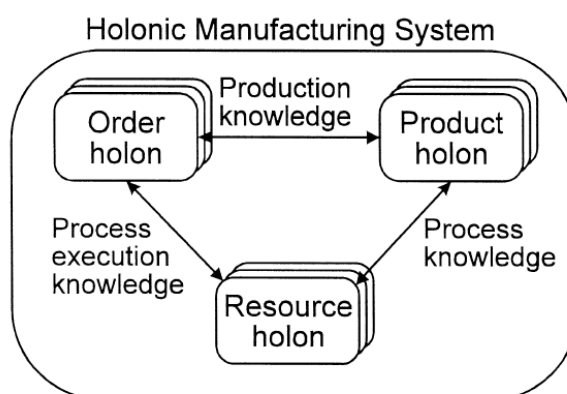 Holonic Manufacturing System
Production
knowledge
Order
holon
Product
holon
Process
execution
knowledge
Process
knowledge
Resource
holon